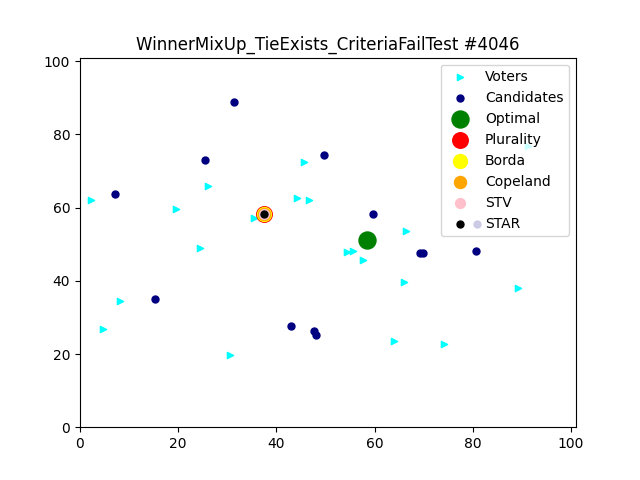 WinnerMixUp_TieExists_CriteriaFailTest #4046
100
80
60
40
20
0
0
20
40
60
80
100
Voters
Candidates
Optimal
Plurality
Borda
Copeland
STV
STAR